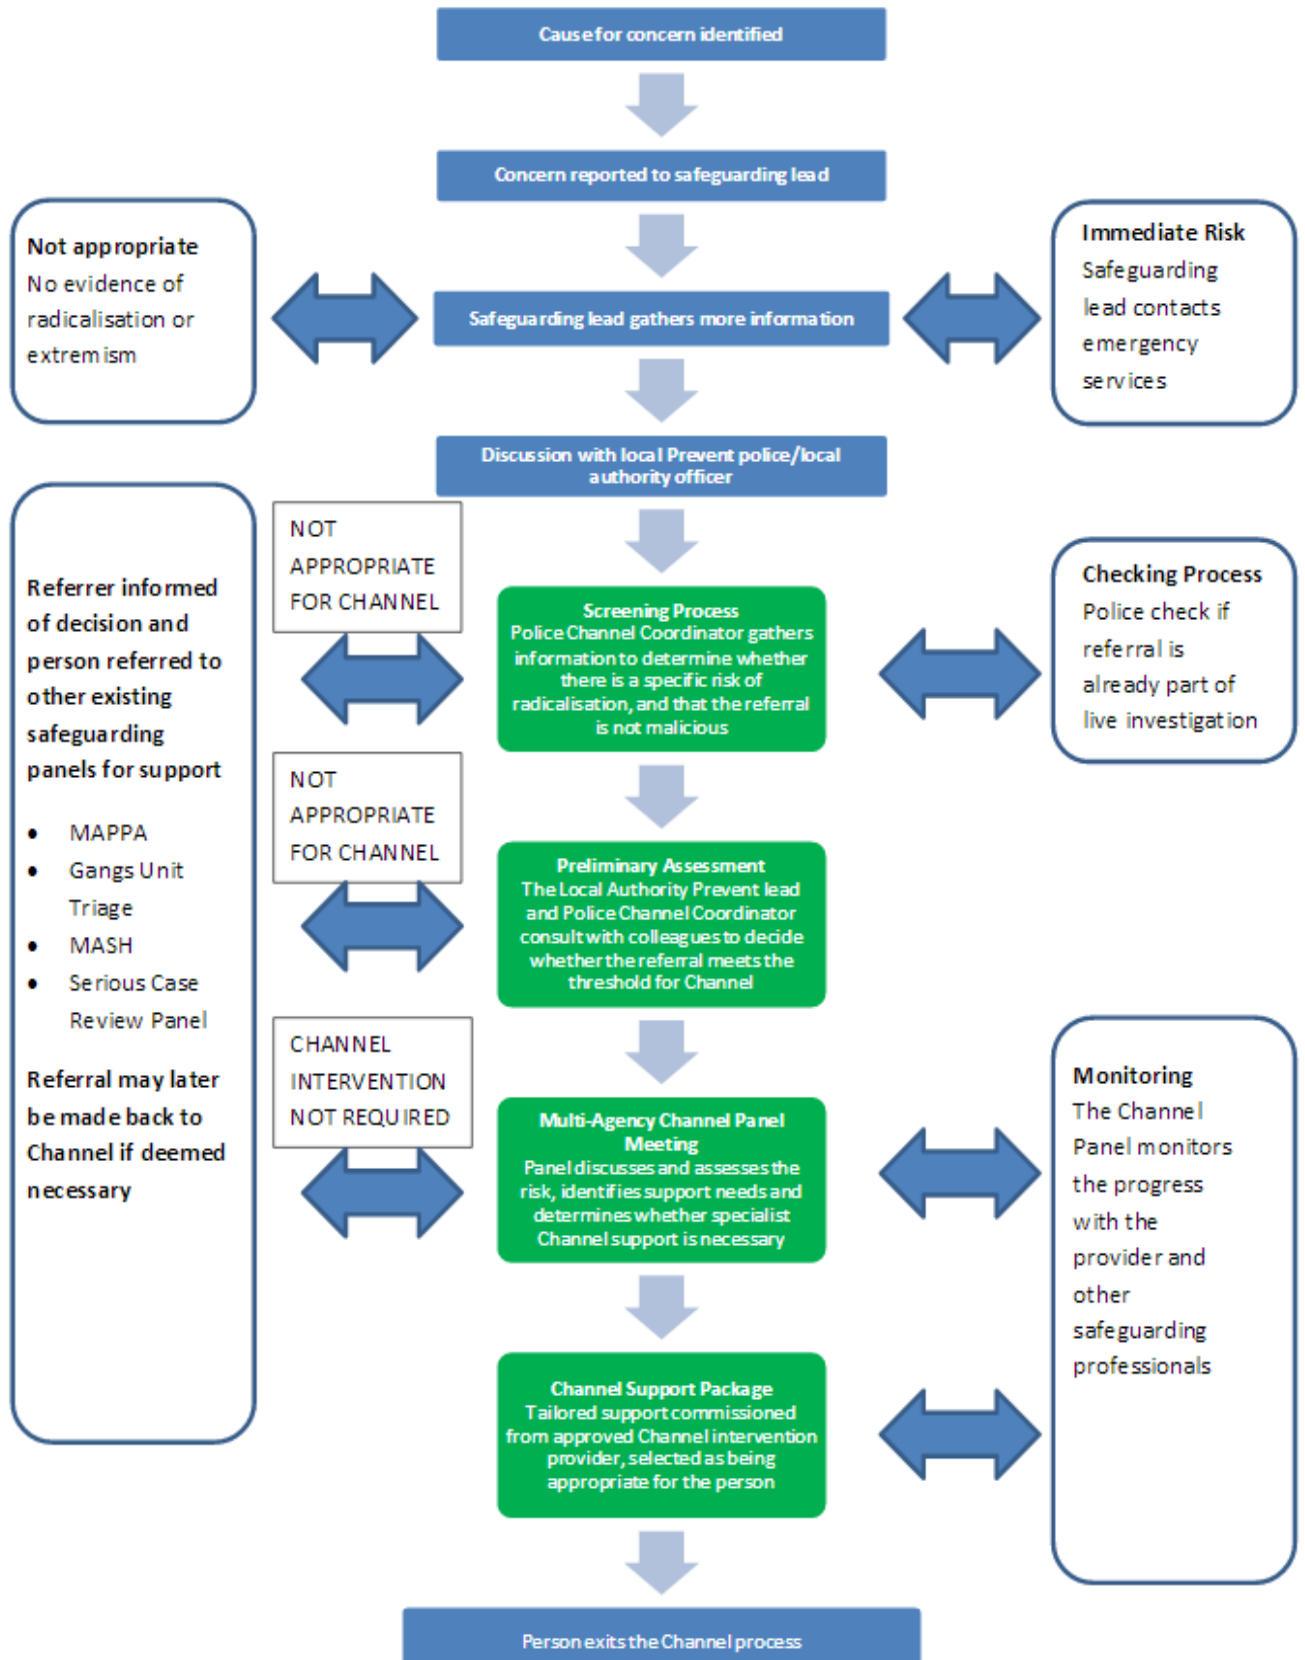 Cause for concern identified
Concern reported to safeguarding lead
Not appropriate
No evidence of
radicalisation or
extremism
Safeguarding lead gathers more information
Immediate Risk
Safeguarding
lead contacts
emergency
services
Discussion with local Prevent police/local
authority officer
Referrer informed
of decision and
person referred to
other existing
safeguarding
panels for support
• MAPPA
• Gangs Unit
Triage
• MASH
• Serious Case
Review Panel
Referral may later
be made back to
Channel if deemed
necessary
NOT
APPROPRIATE
FOR CHANNEL
Screening Process
Police Channel Coordinator gathers
information to determine whether
there is a specific risk of
radicalisation, and that the referral
is not malicious
Checking Process
Police check if
referral is
already part of
live investigation
NOT
APPROPRIATE
FOR CHANNEL
Preliminary Assessment
The Local Authority Prevent lead
and Police Channel Coordinator
consult with colleagues to decide
whether the referral meets the
threshold for Channel
CHANNEL
INTERVENTION
NOT REQUIRED
Multi-Agency Channel Panel
Meeting
Panel discusses and assesses the
risk, identifies support needs and
determines whether specialist
Channel support is necessary
Monitoring
The Channel
Panel monitors
the progress
with the
provider and
other
safeguarding
professionals
Channel Support Package
Tailored support commissioned
from approved Channel intervention
provider, selected as being
appropriate for the person
Person exits the Channel process